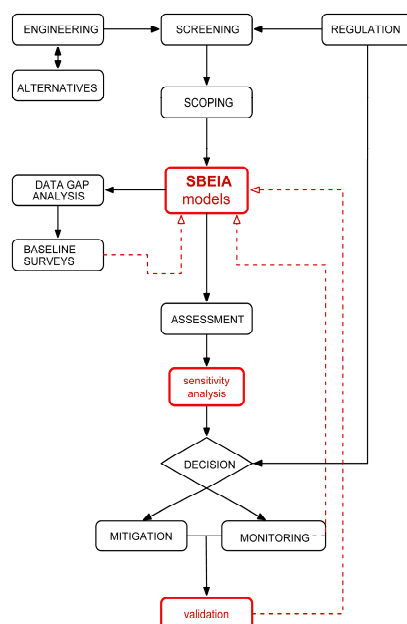 ENGINEERING
SCREENING
REGULATION
ALTERNATIVES
SCOPING
SBEIA
models
DATA GAP
ANALYSIS
BASELINE
SURVEYS
ASSESSMENT
sensitivity
analysis
DECISION
MITIGATION
MONITORING
validation